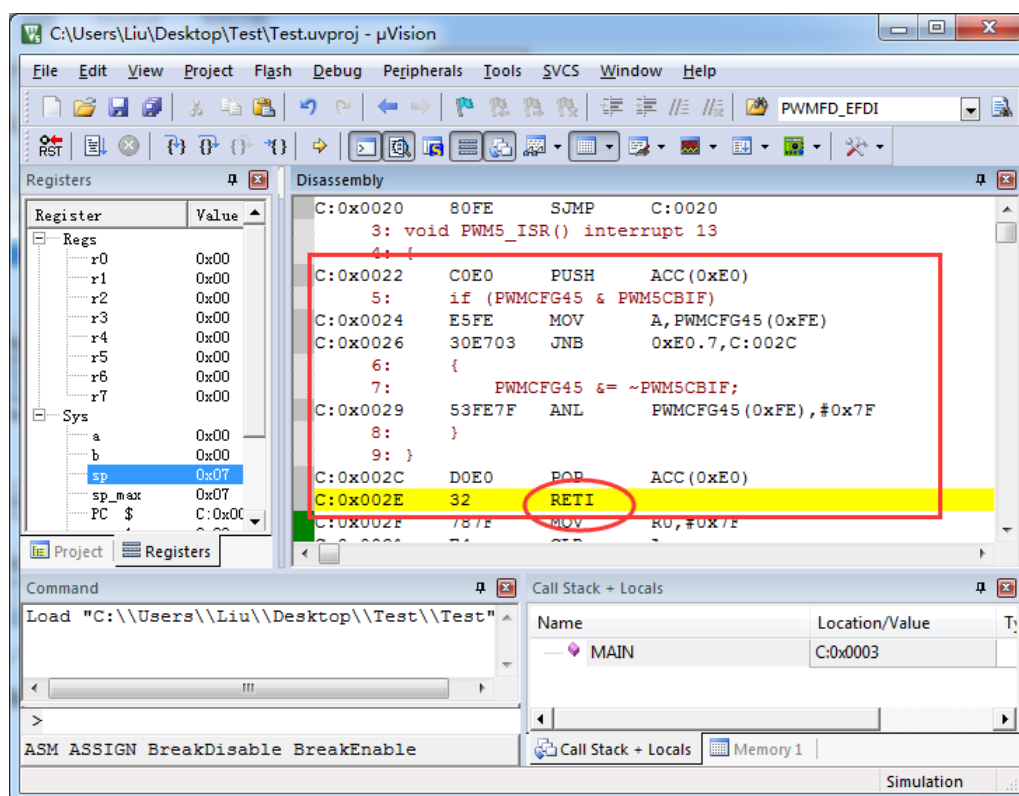 C:\Users\Liu\Desktop\Test\Test.uvproj - µVision
File Edit View Project Flash Debug Peripherals Tools SVCS Window Help
PWMFD_EFDI
RST
Registers
Register Value
Regs
r0 0x00
r1 0x00
r2 0x00
r3 0x00
r4 0x00
r5 0x00
r6 0x00
r7 0x00
Sys
a 0x00
b 0x00
sp 0x07
sp_max 0x07
PC $ C:0x00
Project Registers
Disassembly
C:0x0020 80FE SJMP C:0020
3: void PWM5_ISR() interrupt 13
4: {
C:0x0022 C0E0 PUSH ACC(0xE0)
5: if (PWMCFG45 & PWM5CBIF)
C:0x0024 E5FE MOV A,PWMCFG45(0xFE)
C:0x0026 30E703 JNB 0xE0.7,C:002C
6: {
7: PWMCFG45 &= ~PWM5CBIF;
C:0x0029 53FE7F ANL PWMCFG45(0xFE),#0x7F
8: }
9: }
C:0x002C D0E0 POP ACC(0xE0)
C:0x002E 32 RETI
C:0x002F 787F MOV R0,#0x7F
Command
Load "C:\\Users\\Liu\\Desktop\\Test\\Test"
>
ASM ASSIGN BreakDisable BreakEnable
Call Stack + Locals
Name Location/Value
MAIN C:0x0003
Call Stack + Locals Memory 1
Simulation